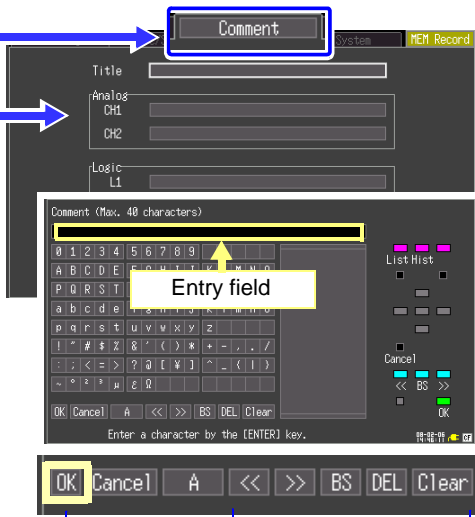 Comment
System
MEM Record
Title
Analog
CH1
CH2
Logic
L1
Comment (Max. 40 characters)
0 1 2 3 4 5 6 7 8 9
A B C D E
P Q R S T
Entry field
a b c d e
p q r s t u v w x y z
! " # $ % & ' ( ) * + - , . /
: ; < = > ? @ [ ¥ ] ^ _ { | }
~ ° ² ³ µ ε Ω
OK Cancel A << >> BS DEL Clear
List Hist
Cancel
<< BS >>
OK
Enter a character by the [ENTER] key.
OK Cancel A << >> BS DEL Clear